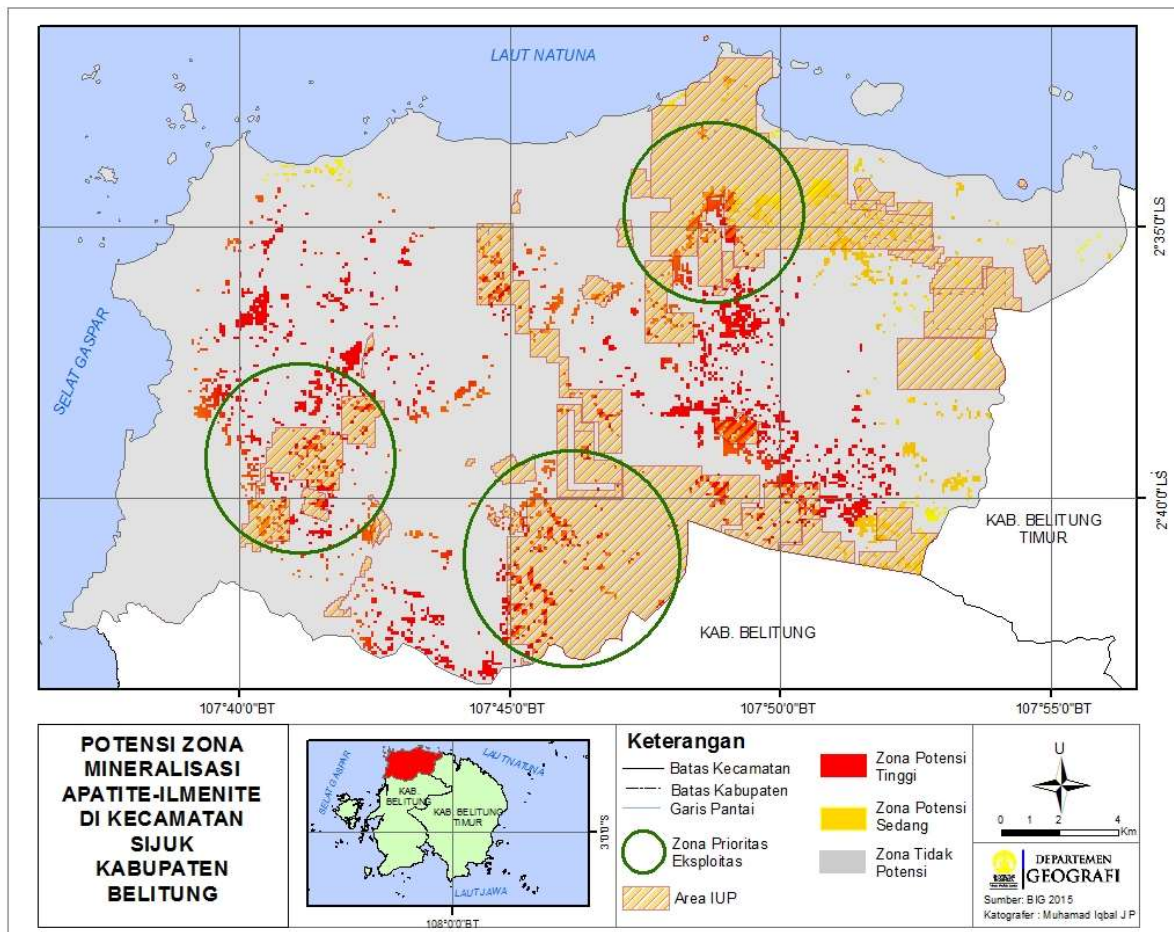 LAUT NATUNA
SELAT GASPAR
KAB. BELITUNG
TIMUR
KAB. BELITUNG
2°35'0"LS
2°40'0"LS
107°40'0"BT
107°45'0"BT
107°50'0"BT
107°55'0"BT
POTENSI ZONA
MINERALISASI
APATITE-ILMENITE
DI KECAMATAN
SIJUK
KABUPATEN
BELITUNG
SELAT GASPAR
LAUT NATUNA
KAB.
BELITUNG
KAB. BELITUNG
TIMUR
LAUT JAWA
3°0'0"S
108°0'0"BT
Keterangan
Batas Kecamatan
Batas Kabupaten
Garis Pantai
Zona Prioritas
Eksploitas
Area IUP
Zona Potensi
Tinggi
Zona Potensi
Sedang
Zona Tidak
Potensi
U
0 1 2 4
Km
DEPARTEMEN
GEOGRAFI
Sumber: BIG 2015
Katografer : Muhamad Iqbal J P